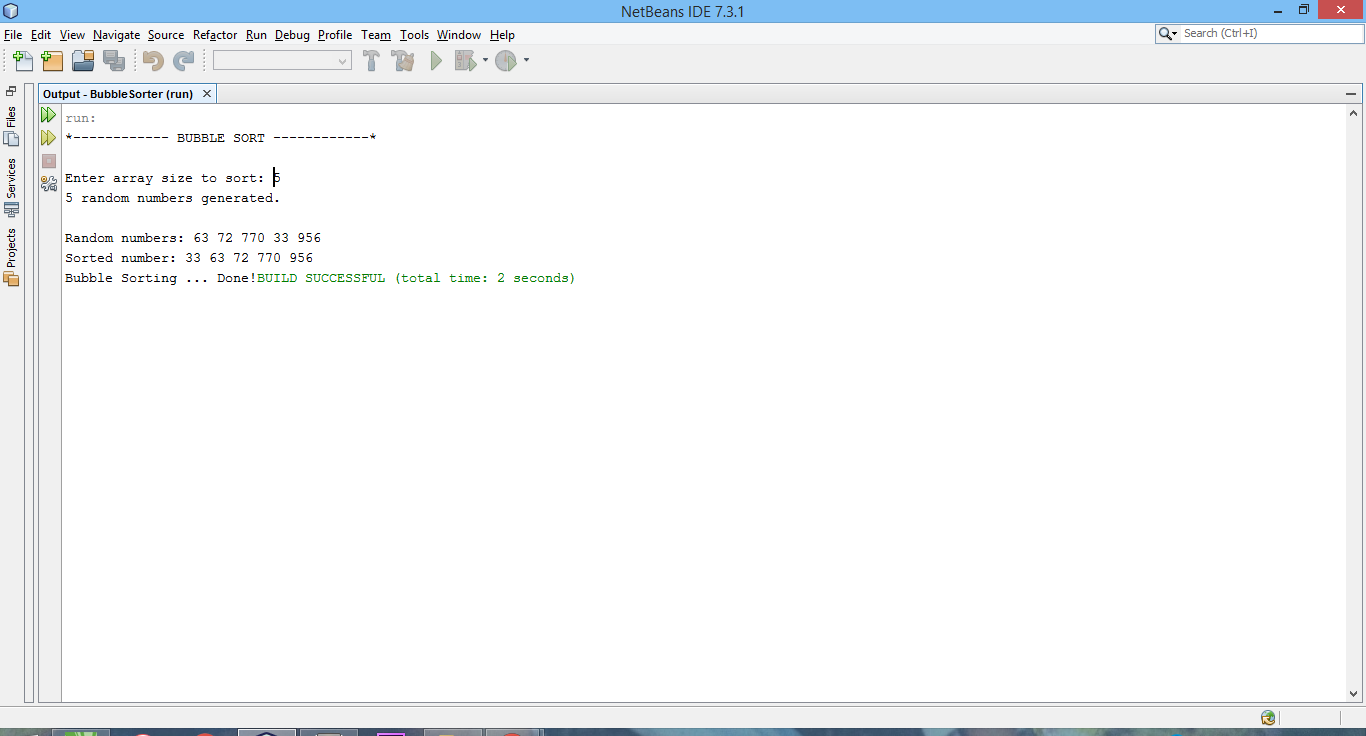 NetBeans IDE 7.3.1
File Edit View Navigate Source Refactor Run Debug Profile Team Tools Window Help
Search (Ctrl+I)
Output - BubbleSorter (run)
Files
Services
Projects
run:
*------------ BUBBLE SORT ------------*
Enter array size to sort: 5
5 random numbers generated.
Random numbers: 63 72 770 33 956
Sorted number: 33 63 72 770 956
Bubble Sorting ... Done!BUILD SUCCESSFUL (total time: 2 seconds)